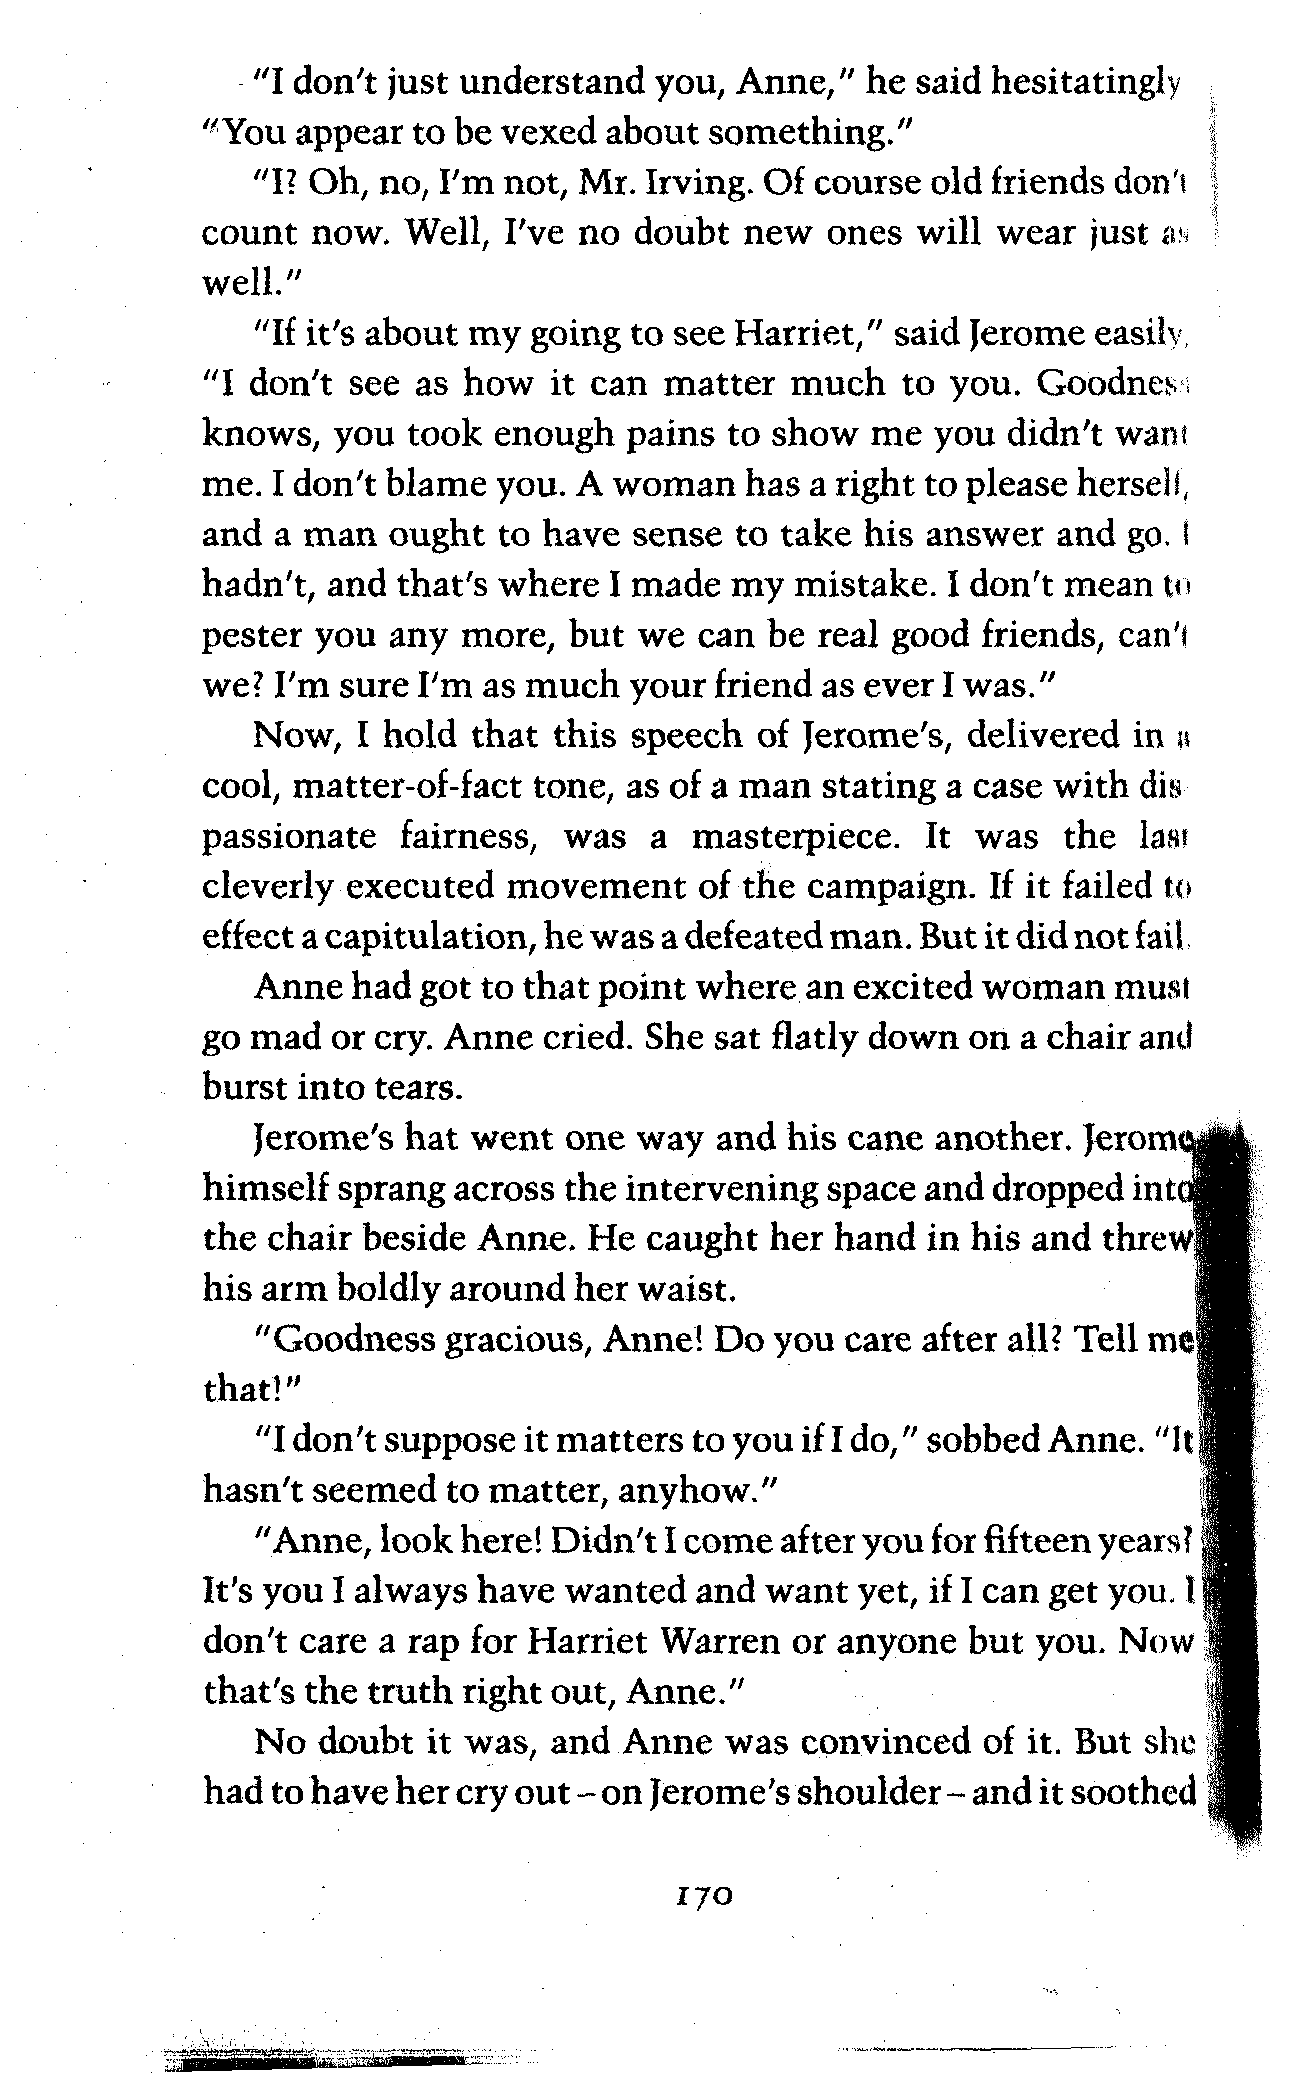 "I don't just understand you, Anne," he said hesitatingly
"You appear to be vexed about something."
"I? Oh, no, I'm not, Mr. Irving. Of course old friends don't
count now. Well, I've no doubt new ones will wear just as
well."
"If it's about my going to see Harriet," said Jerome easily,
"I don't see as how it can matter much to you. Goodness
knows, you took enough pains to show me you didn't want
me. I don't blame you. A woman has a right to please herself,
and a man ought to have sense to take his answer and go. I
hadn't, and that's where I made my mistake. I don't mean to
pester you any more, but we can be real good friends, can't
we? I'm sure I'm as much your friend as ever I was."
Now, I hold that this speech of Jerome's, delivered in a
cool, matter-of-fact tone, as of a man stating a case with dis
passionate fairness, was a masterpiece. It was the last
cleverly executed movement of the campaign. If it failed to
effect a capitulation, he was a defeated man. But it did not fail.
Anne had got to that point where an excited woman must
go mad or cry. Anne cried. She sat flatly down on a chair and
burst into tears.
Jerome's hat went one way and his cane another. Jerome
himself sprang across the intervening space and dropped into
the chair beside Anne. He caught her hand in his and threw
his arm boldly around her waist.
"Goodness gracious, Anne! Do you care after all? Tell me
that!"
"I don't suppose it matters to you if I do," sobbed Anne. "It
hasn't seemed to matter, anyhow."
"Anne, look here! Didn't I come after you for fifteen years?
It's you I always have wanted and want yet, if I can get you. I
don't care a rap for Harriet Warren or anyone but you. Now
that's the truth right out, Anne."
No doubt it was, and Anne was convinced of it. But she
had to have her cry out – on Jerome's shoulder – and it soothed
170